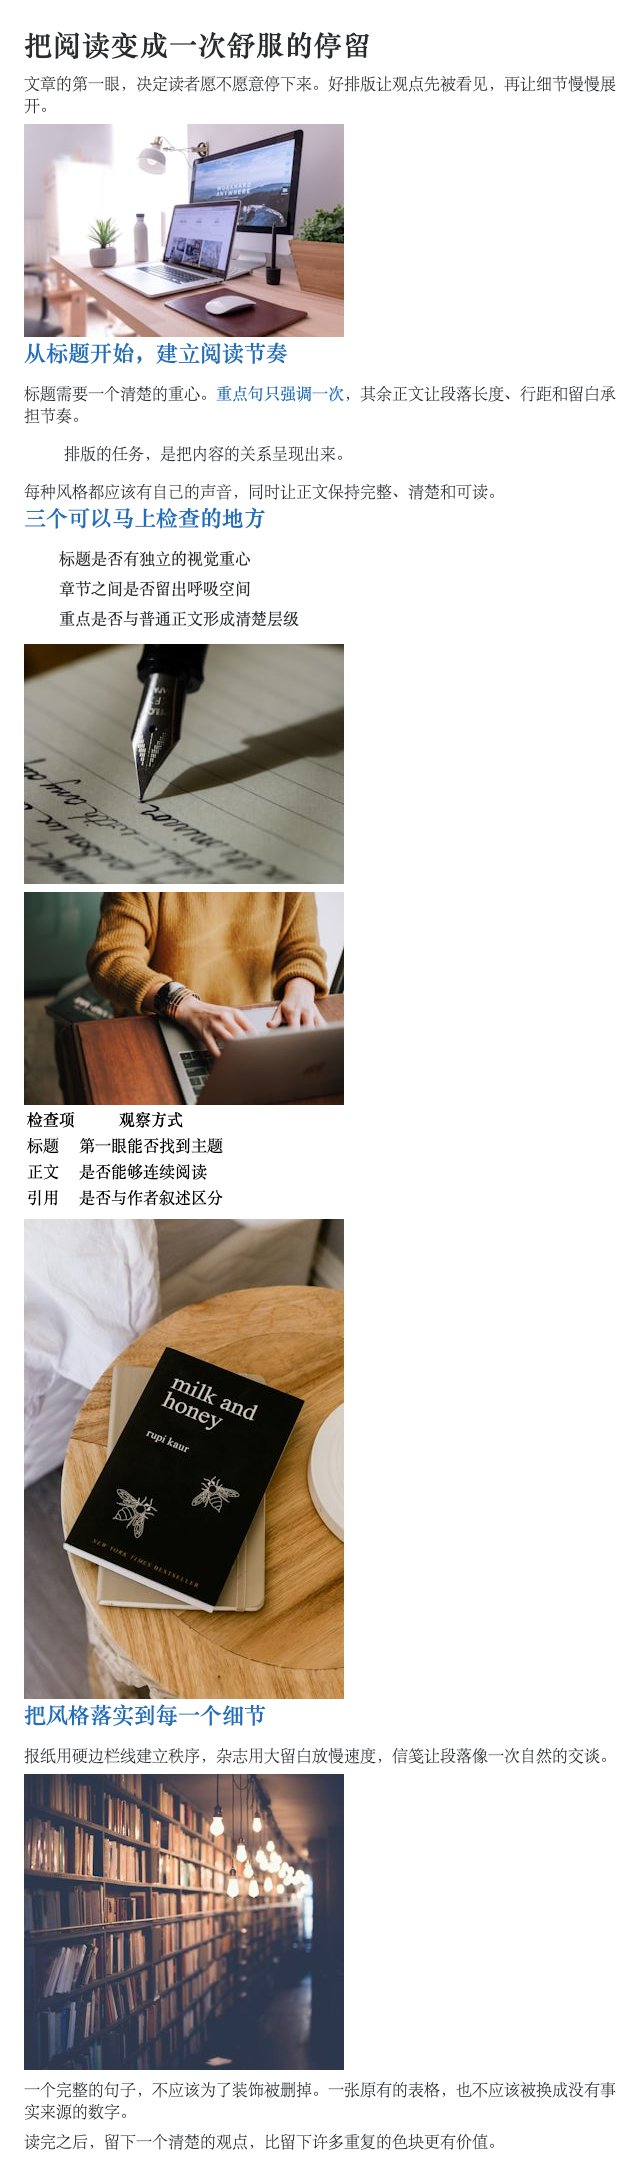 把阅读变成一次舒服的停留
文章的第一眼，决定读者愿不愿意停下来。好排版让观点先被看见，再让细节慢慢展
开。
WORKHARD
ANYWHERE
从标题开始，建立阅读节奏
标题需要一个清楚的重心。重点句只强调一次，其余正文让段落长度、行距和留白承
担节奏。
排版的任务，是把内容的关系呈现出来。
每种风格都应该有自己的声音，同时让正文保持完整、清楚和可读。
三个可以马上检查的地方
标题是否有独立的视觉重心
章节之间是否留出呼吸空间
重点是否与普通正文形成清楚层级
检查项 观察方式
标题 第一眼能否找到主题
正文 是否能够连续阅读
引用 是否与作者叙述区分
milk and
honey
rupi kaur
NEW YORK TIMES BESTSELLER
把风格落实到每一个细节
报纸用硬边栏线建立秩序，杂志用大留白放慢速度，信笺让段落像一次自然的交谈。
一个完整的句子，不应该为了装饰被删掉。一张原有的表格，也不应该被换成没有事
实来源的数字。
读完之后，留下一个清楚的观点，比留下许多重复的色块更有价值。